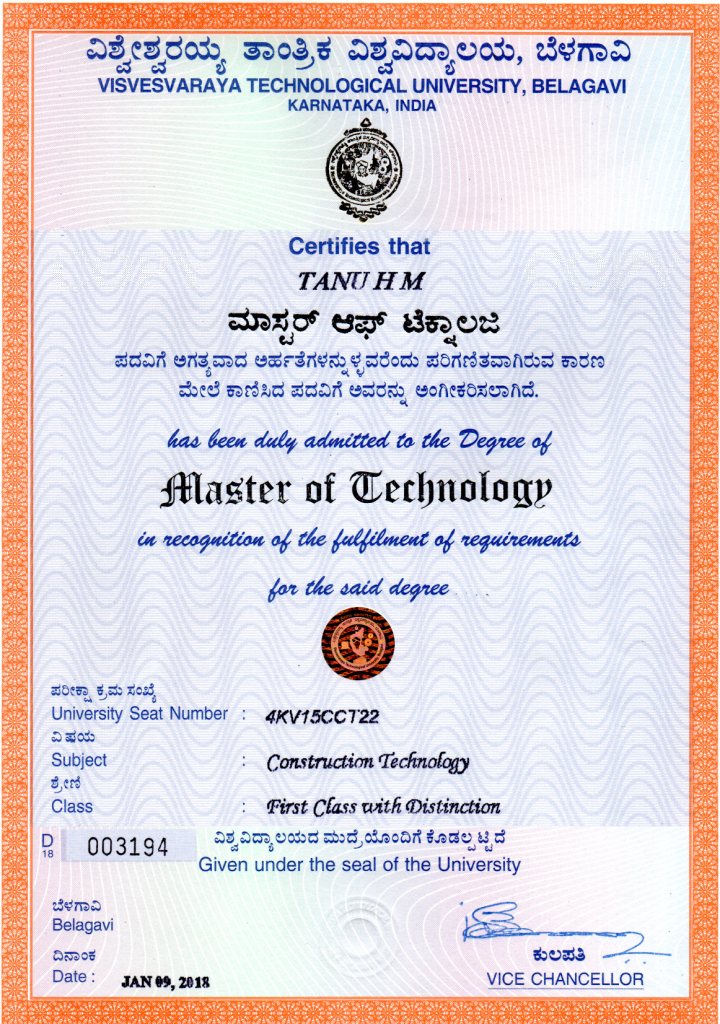 ವಿಶ್ವೇಶ್ವರಯ್ಯ ತಾಂತ್ರಿಕ ವಿಶ್ವವಿದ್ಯಾಲಯ, ಬೆಳಗಾವಿ
VISVESVARAYA TECHNOLOGICAL UNIVERSITY, BELAGAVI
KARNATAKA, INDIA
Certifies that
TANU H M
ಮಾಸ್ಟರ್ ಆಫ್ ಟೆಕ್ನಾಲಜಿ
ಪದವಿಗೆ ಅಗತ್ಯವಾದ ಅರ್ಹತೆಗಳನ್ನುಳ್ಳವರೆಂದು ಪರಿಗಣಿತವಾಗಿರುವ ಕಾರಣ
ಮೇಲೆ ಕಾಣಿಸಿದ ಪದವಿಗೆ ಅವರನ್ನು ಅಂಗೀಕರಿಸಲಾಗಿದೆ.
has been duly admitted to the Degree of
Master of Technology
in recognition of the fulfilment of requirements
for the said degree
ಪರೀಕ್ಷಾ ಕ್ರಮ ಸಂಖ್ಯೆ
University Seat Number : 4KV15CCT22
ವಿಷಯ
Subject : Construction Technology
ಶ್ರೇಣಿ
Class : First Class with Distinction
D 18 003194
ವಿಶ್ವವಿದ್ಯಾಲಯದ ಮುದ್ರೆಯೊಂದಿಗೆ ಕೊಡಲ್ಪಟ್ಟಿದೆ
Given under the seal of the University
ಬೆಳಗಾವಿ
Belagavi
ದಿನಾಂಕ
Date : JAN 09, 2018
ಕುಲಪತಿ
VICE CHANCELLOR